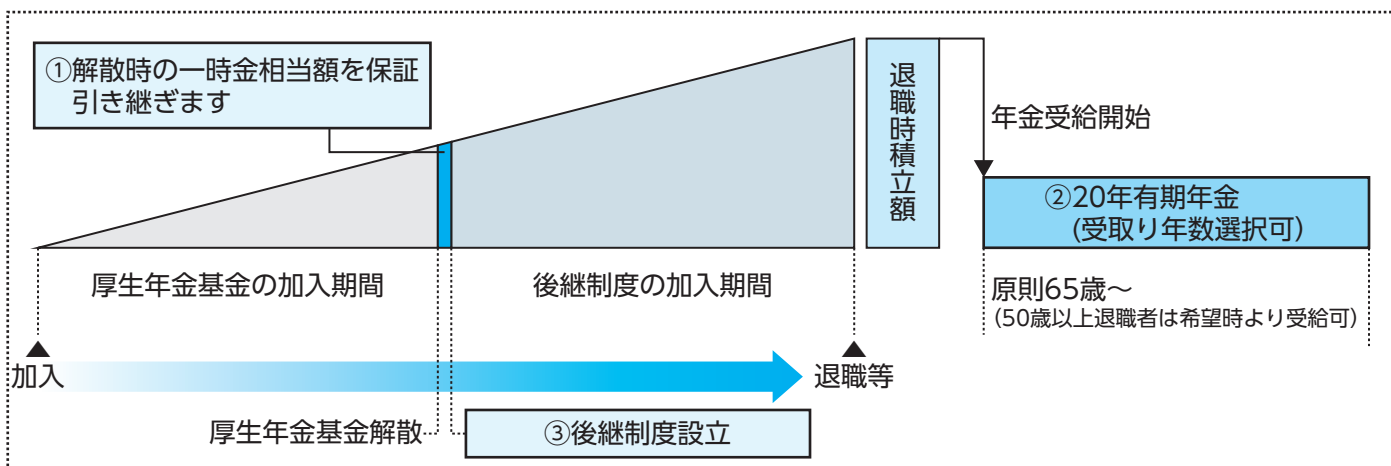 ①解散時の一時金相当額を保証
引き継ぎます
退職時積立額
年金受給開始
②20年有期年金
(受取り年数選択可)
厚生年金基金の加入期間
後継制度の加入期間
原則65歳～
(50歳以上退職者は希望時より受給可)
加入
退職等
厚生年金基金解散
③後継制度設立